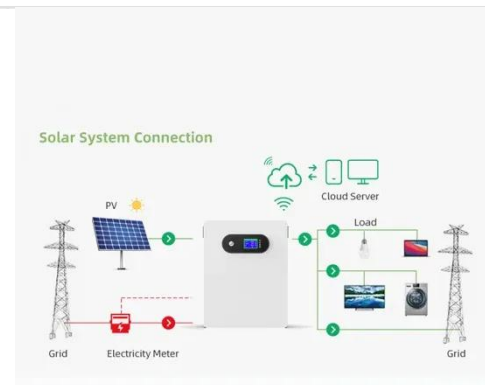 Solar System Connection
Cloud Server
PV
Load
Grid
Electricity Meter
Grid